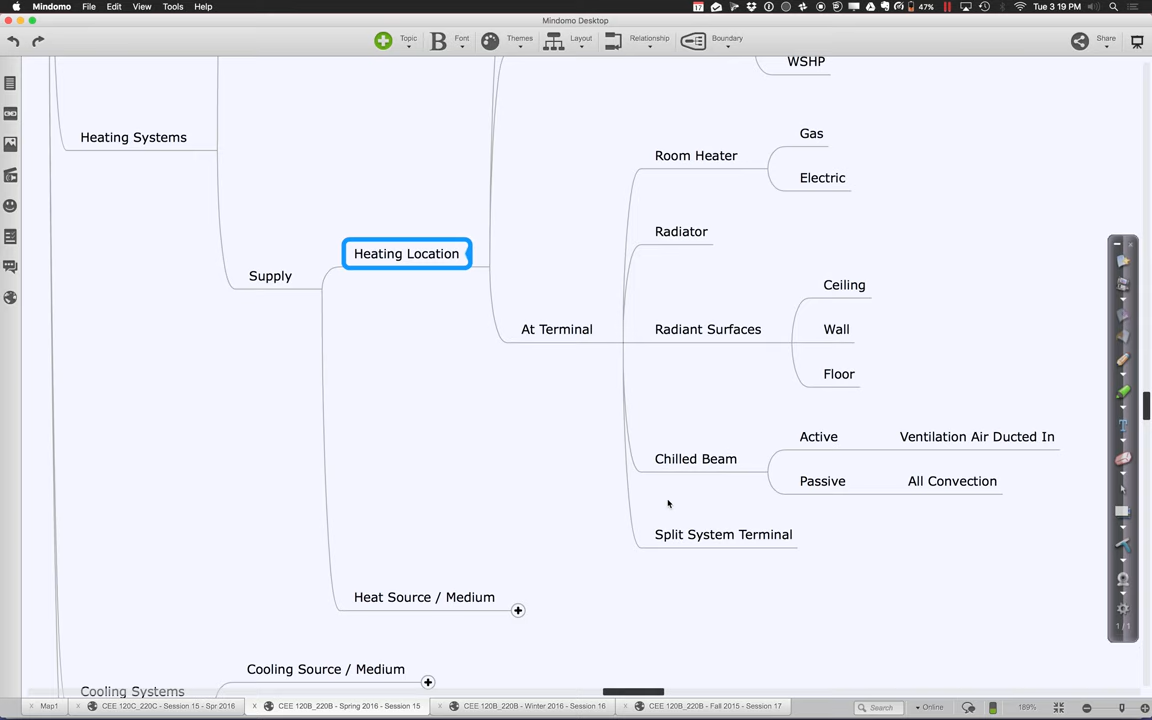 Mindomo File Edit View Tools Help
17
47%
Tue 3 19 PM
Mindomo Desktop
Topic
B Font
Themes
Layout
Relationship
Boundary
Share
WSHP
Heating Systems
Gas
Room Heater
Electric
Radiator
Heating Location
Supply
Ceiling
At Terminal
Radiant Surfaces
Wall
Floor
Active
Ventilation Air Ducted In
Chilled Beam
Passive
All Convection
Split System Terminal
Heat Source / Medium
T
1 / 1
Cooling Source / Medium
Cooling Systems
x Map1
x CEE 120C_220C - Session 15 - Spr 2016
x CEE 120B_220B - Spring 2016 - Session 15
x CEE 120B_220B - Winter 2016 - Session 16
x CEE 120B_220B - Fall 2015 - Session 17
Search
Online
189%